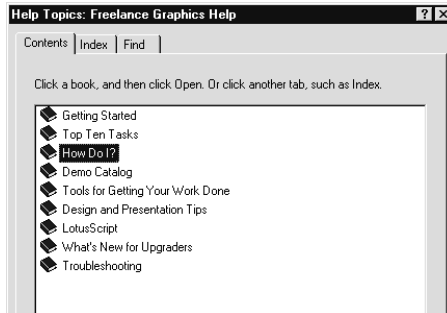 Help Topics: Freelance Graphics Help
Contents Index Find
Click a book, and then click Open. Or click another tab, such as Index.
Getting Started
Top Ten Tasks
How Do I?
Demo Catalog
Tools for Getting Your Work Done
Design and Presentation Tips
LotusScript
What's New for Upgraders
Troubleshooting